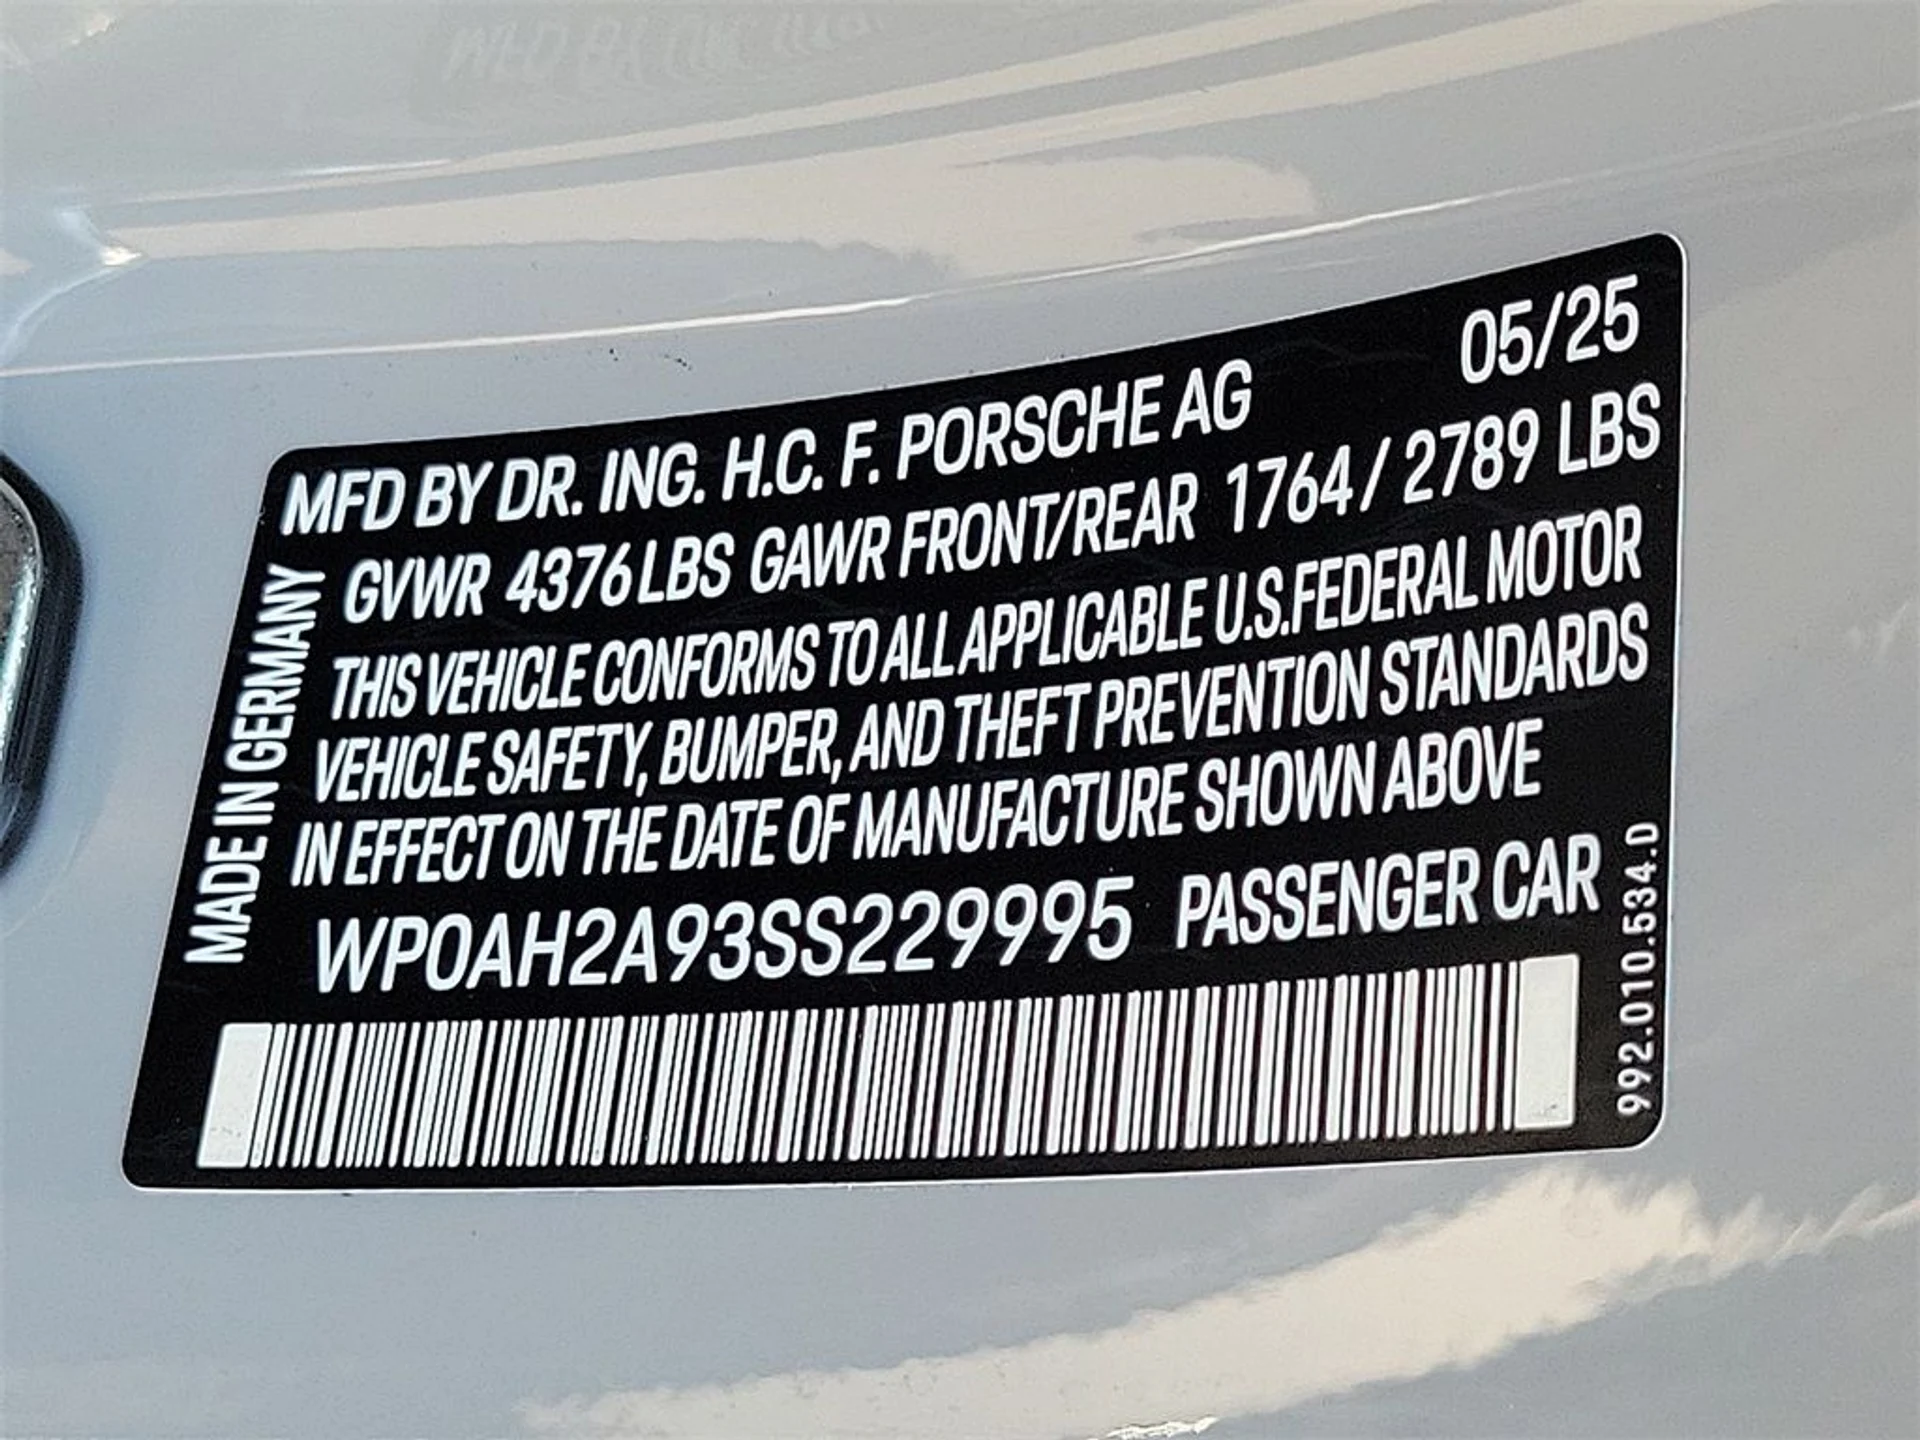 MFD BY DR. ING. H.C. F. PORSCHE AG 05/25
GVWR 4376 LBS GAWR FRONT/REAR 1764 / 2789 LBS
THIS VEHICLE CONFORMS TO ALL APPLICABLE U.S. FEDERAL MOTOR
VEHICLE SAFETY, BUMPER, AND THEFT PREVENTION STANDARDS
IN EFFECT ON THE DATE OF MANUFACTURE SHOWN ABOVE
WP0AH2A93SS229995 PASSENGER CAR
MADE IN GERMANY
992.010.534.0